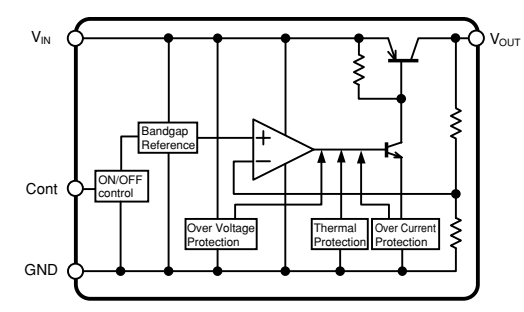 VIN
VOUT
Bandgap
Reference
+
−
Cont
ON/OFF
control
Over Voltage
Protection
Thermal
Protection
Over Current
Protection
GND